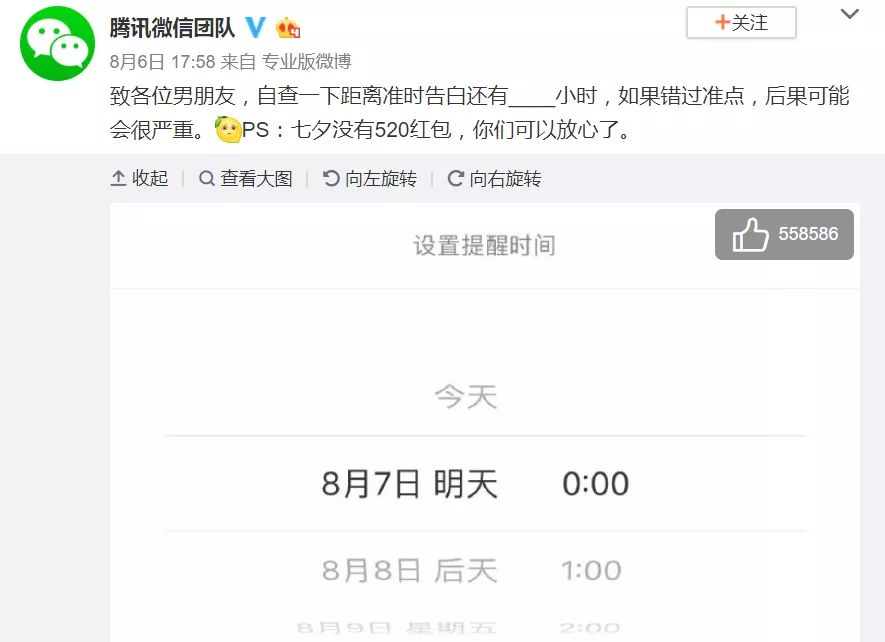 腾讯微信团队
+关注
8月6日 17:58 来自 专业版微博
致各位男朋友，自查一下距离准时告白还有____小时，如果错过准点，后果可能
会很严重。PS：七夕没有520红包，你们可以放心了。
收起 | 查看大图 | 向左旋转 | 向右旋转
设置提醒时间
558586
今天
8月7日 明天 0:00
8月8日 后天 1:00
8月9日 星期五 2:00